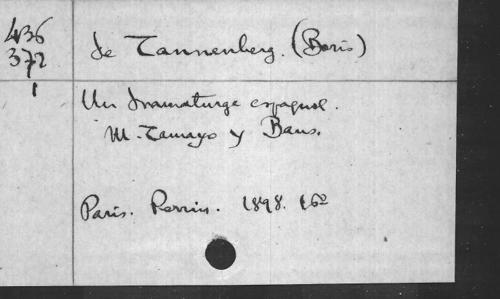 436
372
1
de Tannenberg. (Boris)
Un dramaturge espagnol.
M. Tamayo y Baus.
Paris. Perrin. 1898. 16º